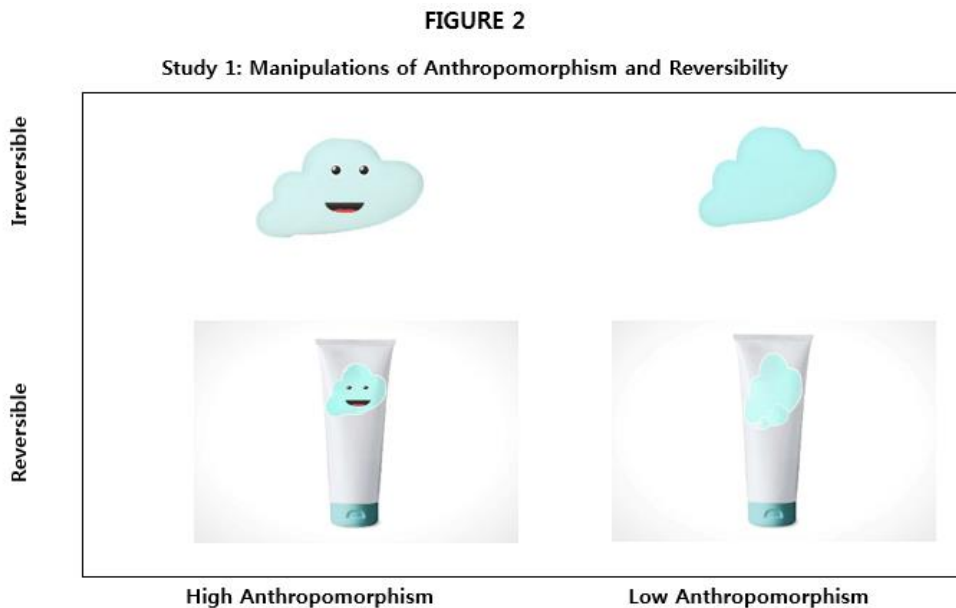 FIGURE 2
Study 1: Manipulations of Anthropomorphism and Reversibility
Irreversible
Reversible
High Anthropomorphism
Low Anthropomorphism